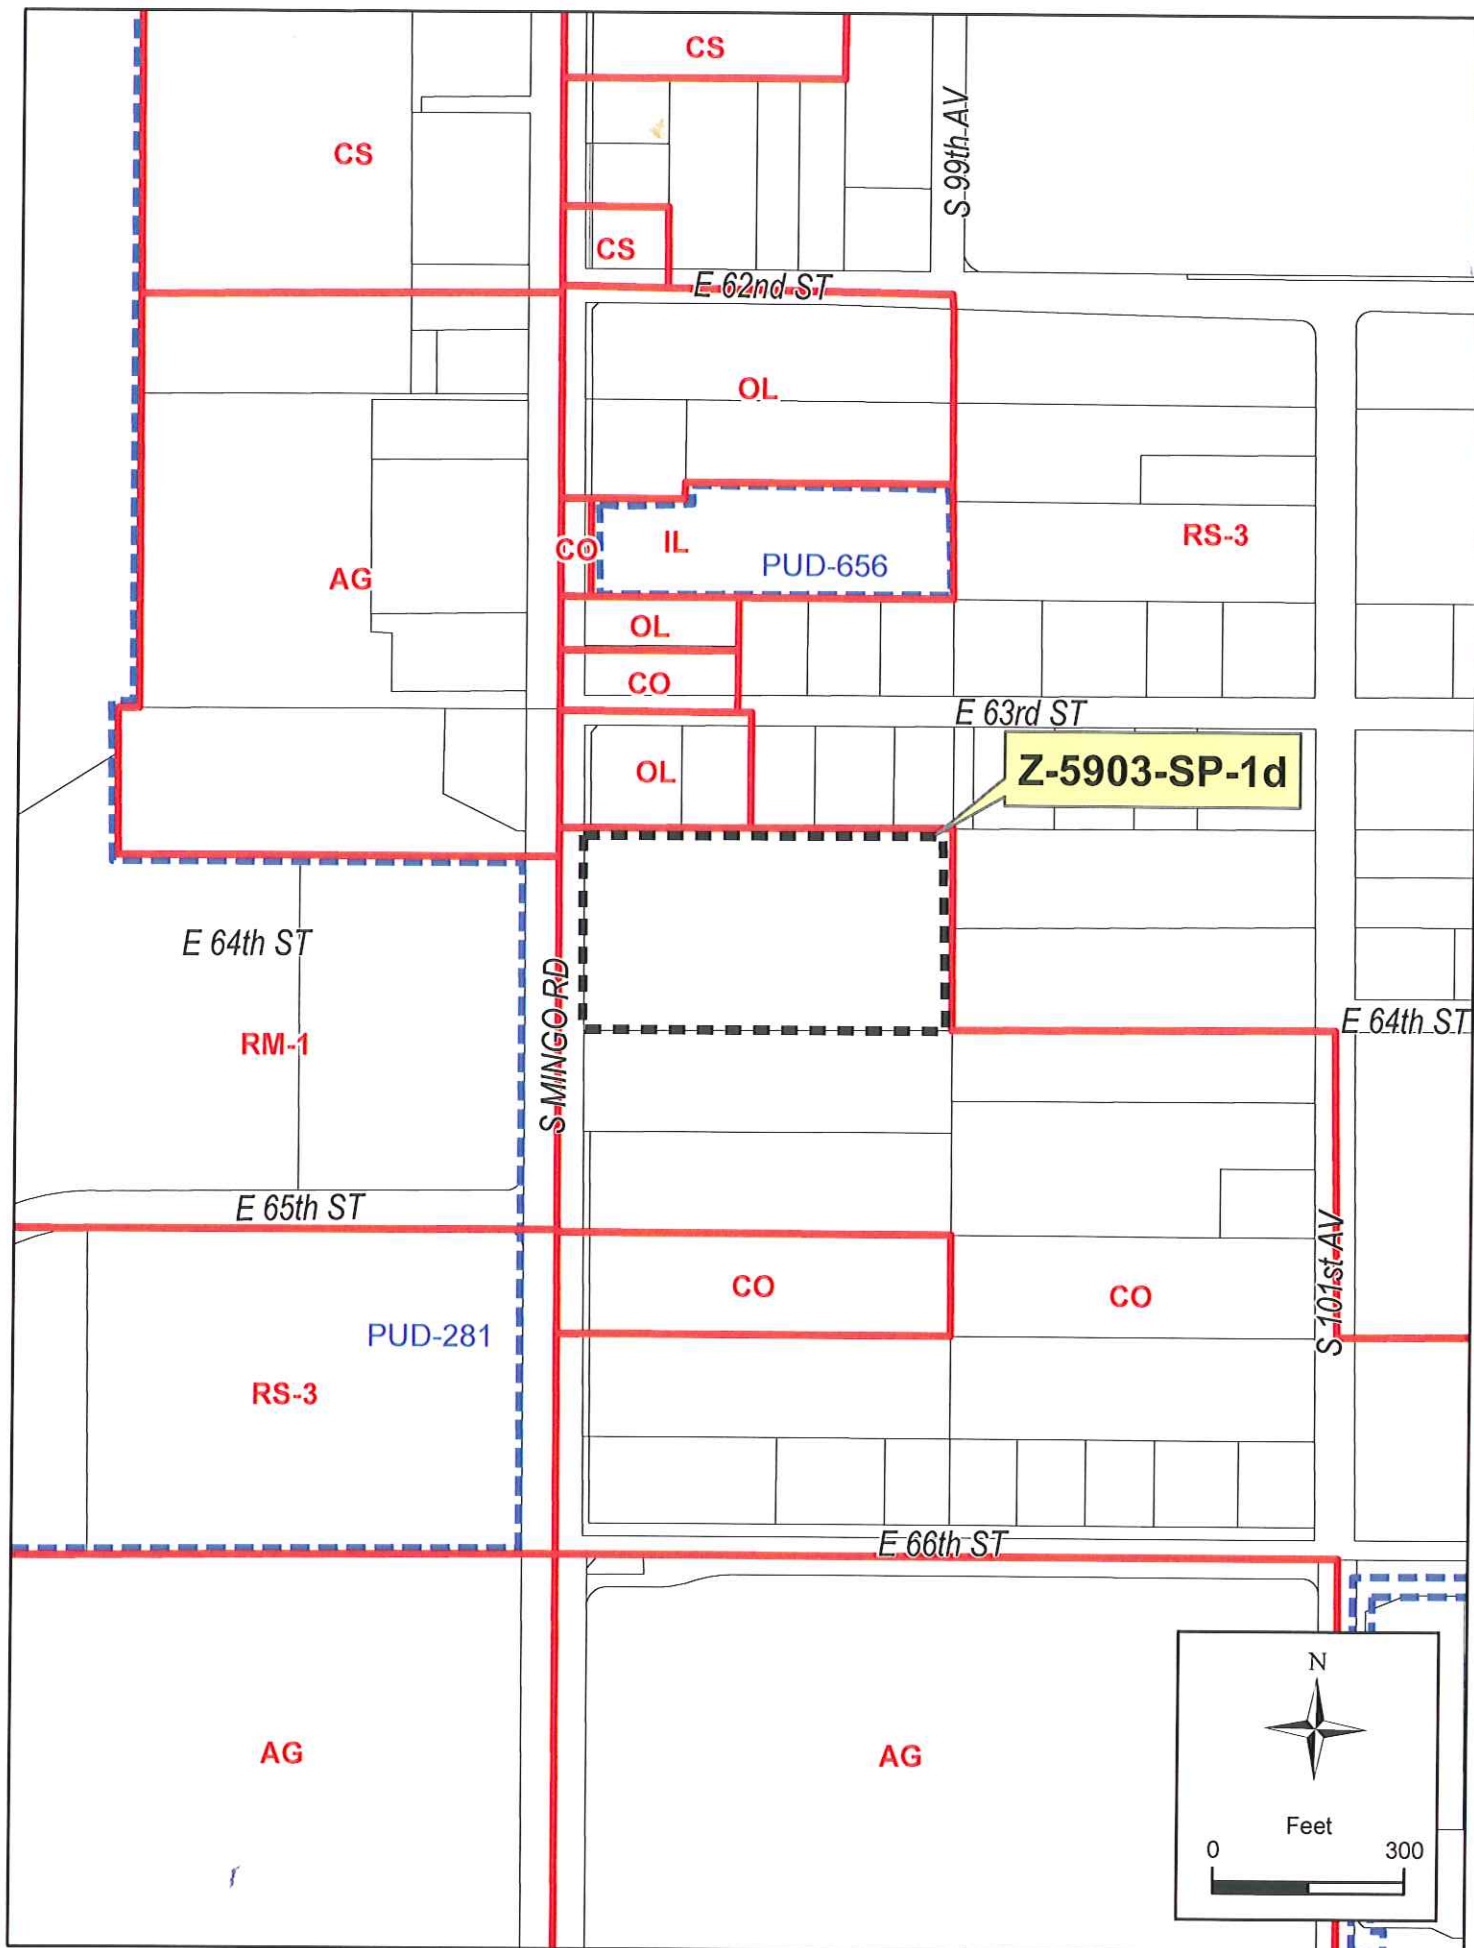 CS
S 99th AV
CS
CS
E 62nd ST
OL
CO
IL
PUD-656
RS-3
AG
OL
CO
E 63rd ST
OL
Z-5903-SP-1d
E 64th ST
S MINGO RD
E 64th ST
RM-1
E 65th ST
CO
CO
S 101st AV
PUD-281
RS-3
E 66th ST
AG
AG
N
Feet
0 300